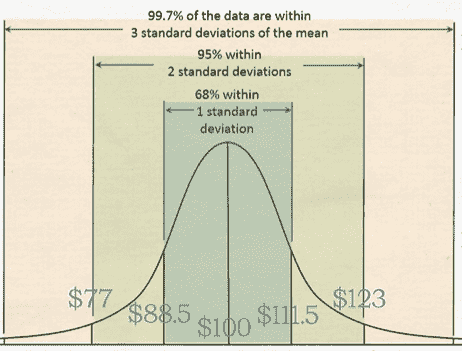 99.7% of the data are within
3 standard deviations of the mean
95% within
2 standard deviations
68% within
1 standard
deviation
$77
$88.5
$100
$111.5
$123